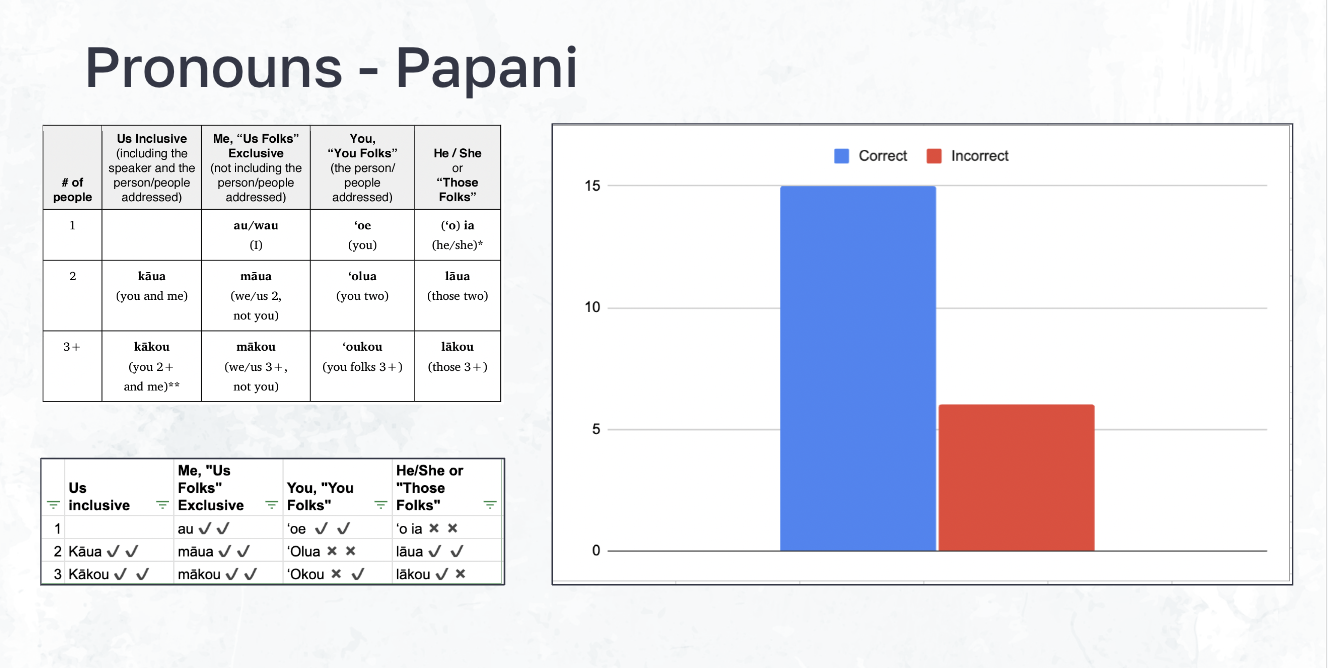 Pronouns - Papani
# of people
Us Inclusive
(including the
speaker and the
person/people
addressed)
Me, “Us Folks”
Exclusive
(not including the
person/people
addressed)
You,
“You Folks”
(the person/
people
addressed)
He / She
or
“Those
Folks”
1
au/wau
(I)
ʻoe
(you)
(ʻo) ia
(he/she)*
2
kāua
(you and me)
māua
(we/us 2,
not you)
ʻolua
(you two)
lāua
(those two)
3+
kākou
(you 2+
and me)**
mākou
(we/us 3+,
not you)
ʻoukou
(you folks 3+)
lākou
(those 3+)
Us
inclusive
Me, "Us
Folks"
Exclusive
You, "You
Folks"
He/She or
"Those
Folks"
1 au ✓ ✓ ʻoe ✓ ✓ ʻo ia ✕ ✕
2 Kāua ✓ ✓ māua ✓ ✓ ʻOlua ✕ ✕ lāua ✓ ✓
3 Kākou ✓ ✓ mākou ✓ ✓ ʻOkou ✕ ✓ lākou ✓ ✕
Correct Incorrect
15
10
5
0